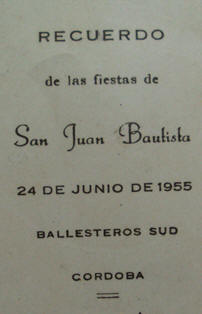 RECUERDO
de las fiestas de
San Juan Bautista
24 DE JUNIO DE 1955
BALLESTEROS SUD
CORDOBA